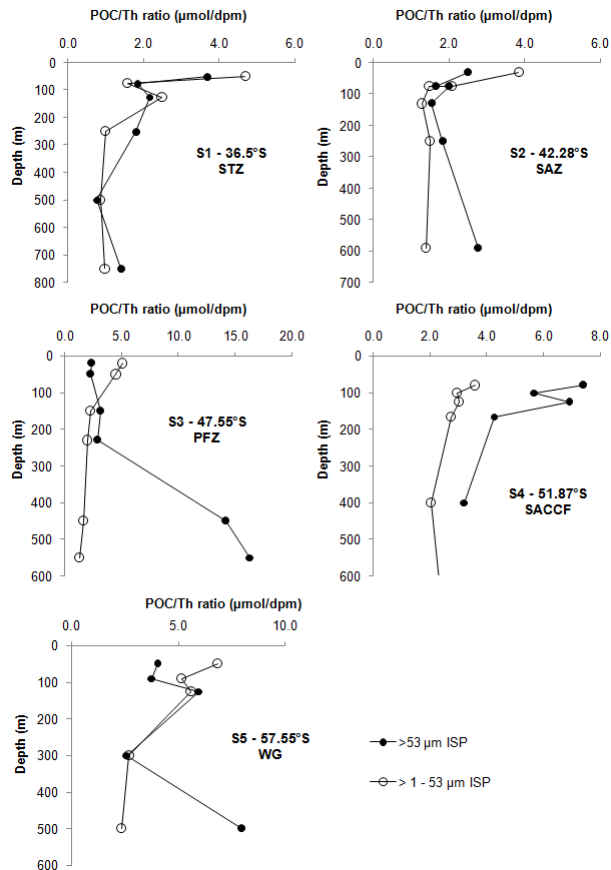 POC/Th ratio (µmol/dpm)
0.0 2.0 4.0 6.0
Depth (m)
0
100
200
300
400
500
600
700
800
S1 - 36.5°S
STZ
POC/Th ratio (µmol/dpm)
0.0 2.0 4.0 6.0
Depth (m)
0
100
200
300
400
500
600
700
S2 - 42.28°S
SAZ
POC/Th ratio (µmol/dpm)
0.0 5.0 10.0 15.0 20.0
Depth (m)
0
100
200
300
400
500
600
S3 - 47.55°S
PFZ
POC/Th ratio (µmol/dpm)
0.0 2.0 4.0 6.0 8.0
Depth (m)
0
100
200
300
400
500
600
S4 - 51.87°S
SACCF
POC/Th ratio (µmol/dpm)
0.0 5.0 10.0
Depth (m)
0
100
200
300
400
500
600
S5 - 57.55°S
WG
>53 µm ISP
> 1 - 53 µm ISP